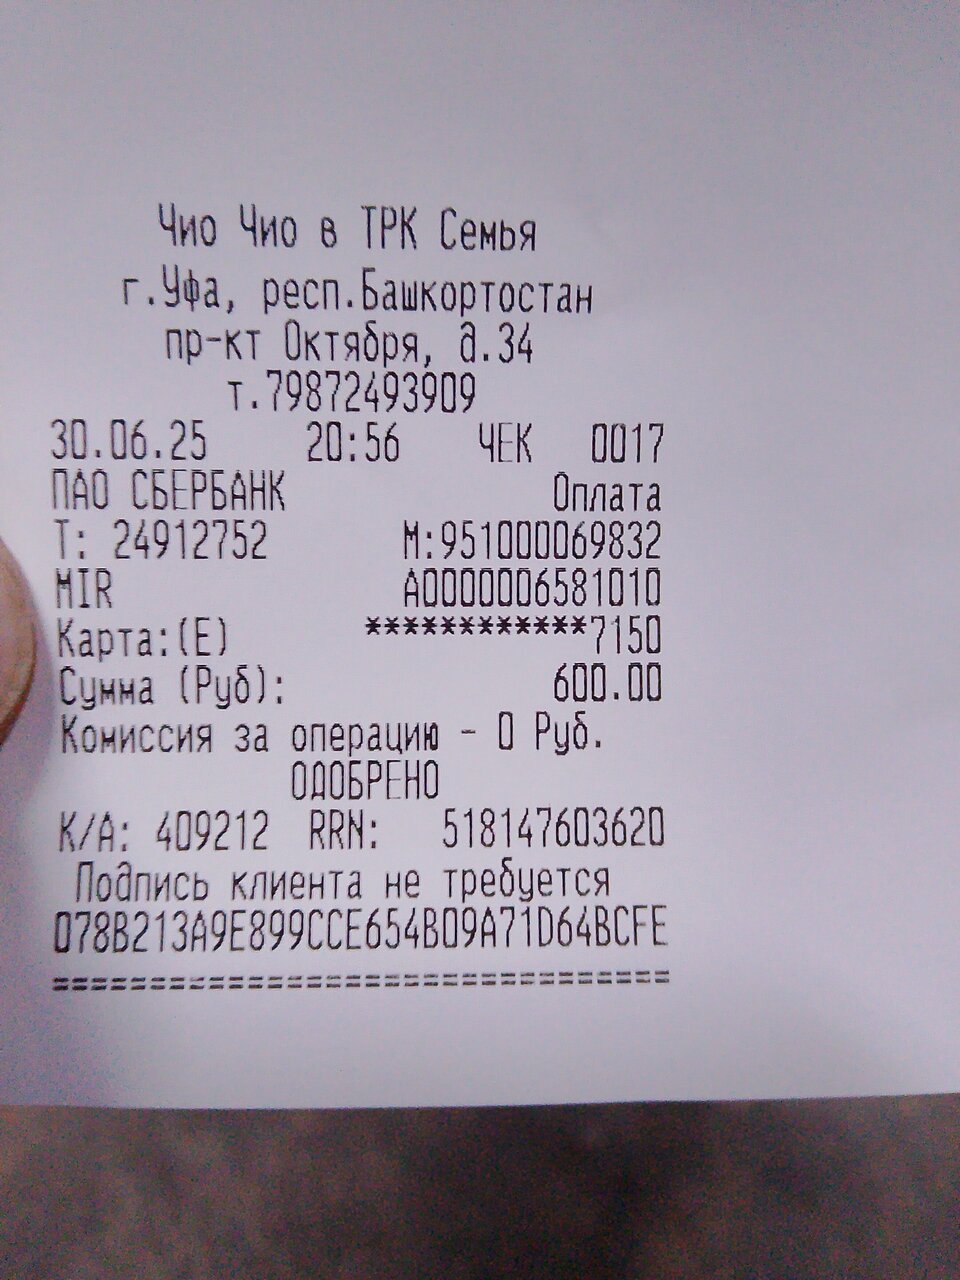 Чио Чио в ТРК Семья
г.Уфа, респ.Башкортостан
пр-кт Октября, д.34
т.79872493909
30.06.25 20:56 ЧЕК 0017
ПАО СБЕРБАНК Оплата
Т: 24912752 М:951000069832
MIR A0000006581010
Карта:(E) ************7150
Сумма (Руб): 600.00
Комиссия за операцию - 0 Руб.
ОДОБРЕНО
К/А: 409212 RRN: 518147603620
Подпись клиента не требуется
078B213A9E899CCE654B09A71D64BCFE
================================